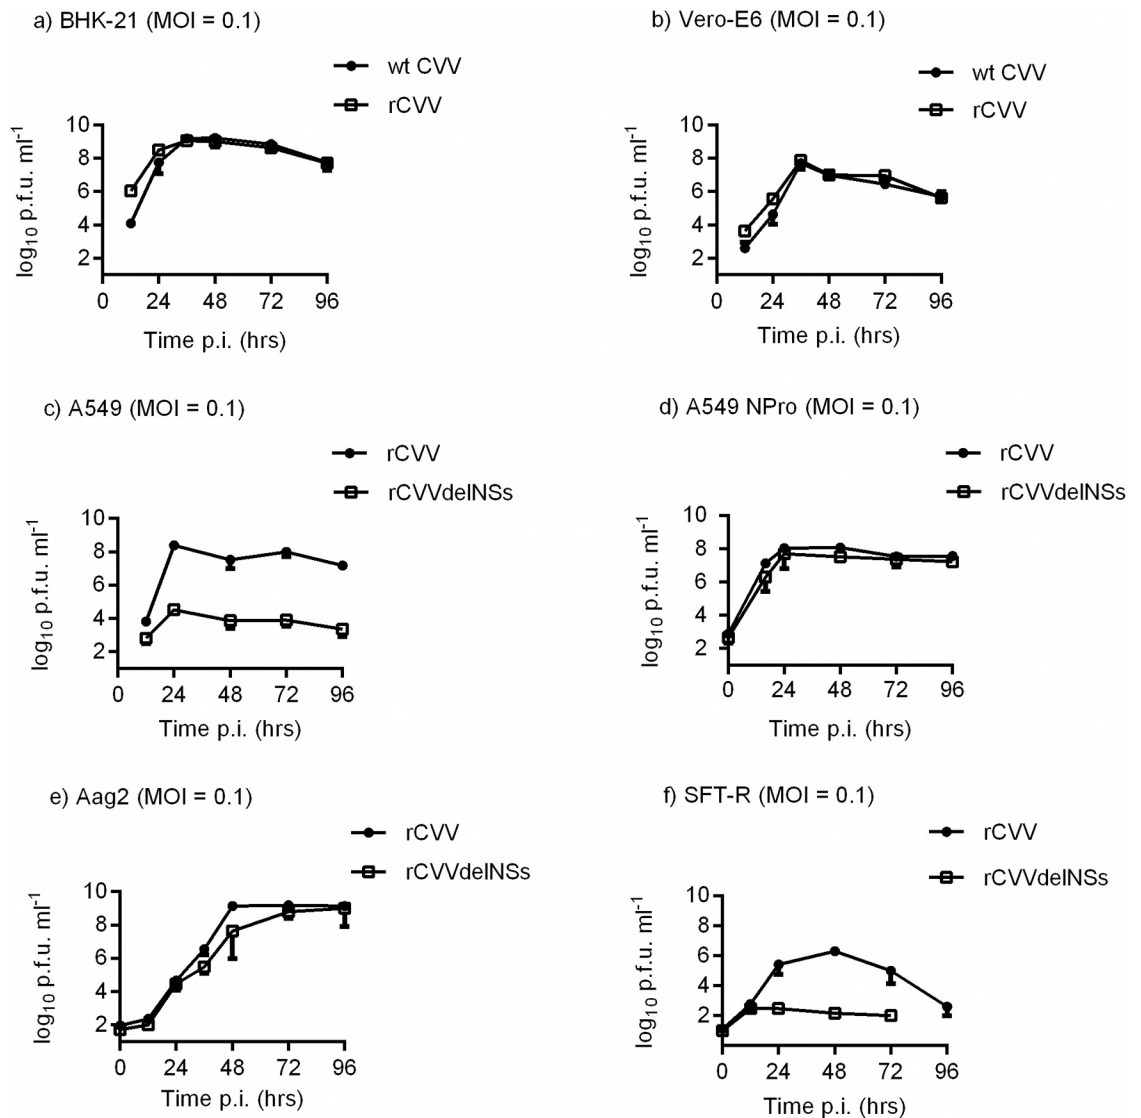 a) BHK-21 (MOI = 0.1)
wt CVV
rCVV
log10 p.f.u. ml-1
10
8
6
4
2
0 24 48 72 96
Time p.i. (hrs)
b) Vero-E6 (MOI = 0.1)
wt CVV
rCVV
log10 p.f.u. ml-1
10
8
6
4
2
0 24 48 72 96
Time p.i. (hrs)
c) A549 (MOI = 0.1)
rCVV
rCVVdelNSs
log10 p.f.u. ml-1
10
8
6
4
2
0 24 48 72 96
Time p.i. (hrs)
d) A549 NPro (MOI = 0.1)
rCVV
rCVVdelNSs
log10 p.f.u. ml-1
10
8
6
4
2
0 24 48 72 96
Time p.i. (hrs)
e) Aag2 (MOI = 0.1)
rCVV
rCVVdelNSs
log10 p.f.u. ml-1
10
8
6
4
2
0 24 48 72 96
Time p.i. (hrs)
f) SFT-R (MOI = 0.1)
rCVV
rCVVdelNSs
log10 p.f.u. ml-1
10
8
6
4
2
0 24 48 72 96
Time p.i. (hrs)